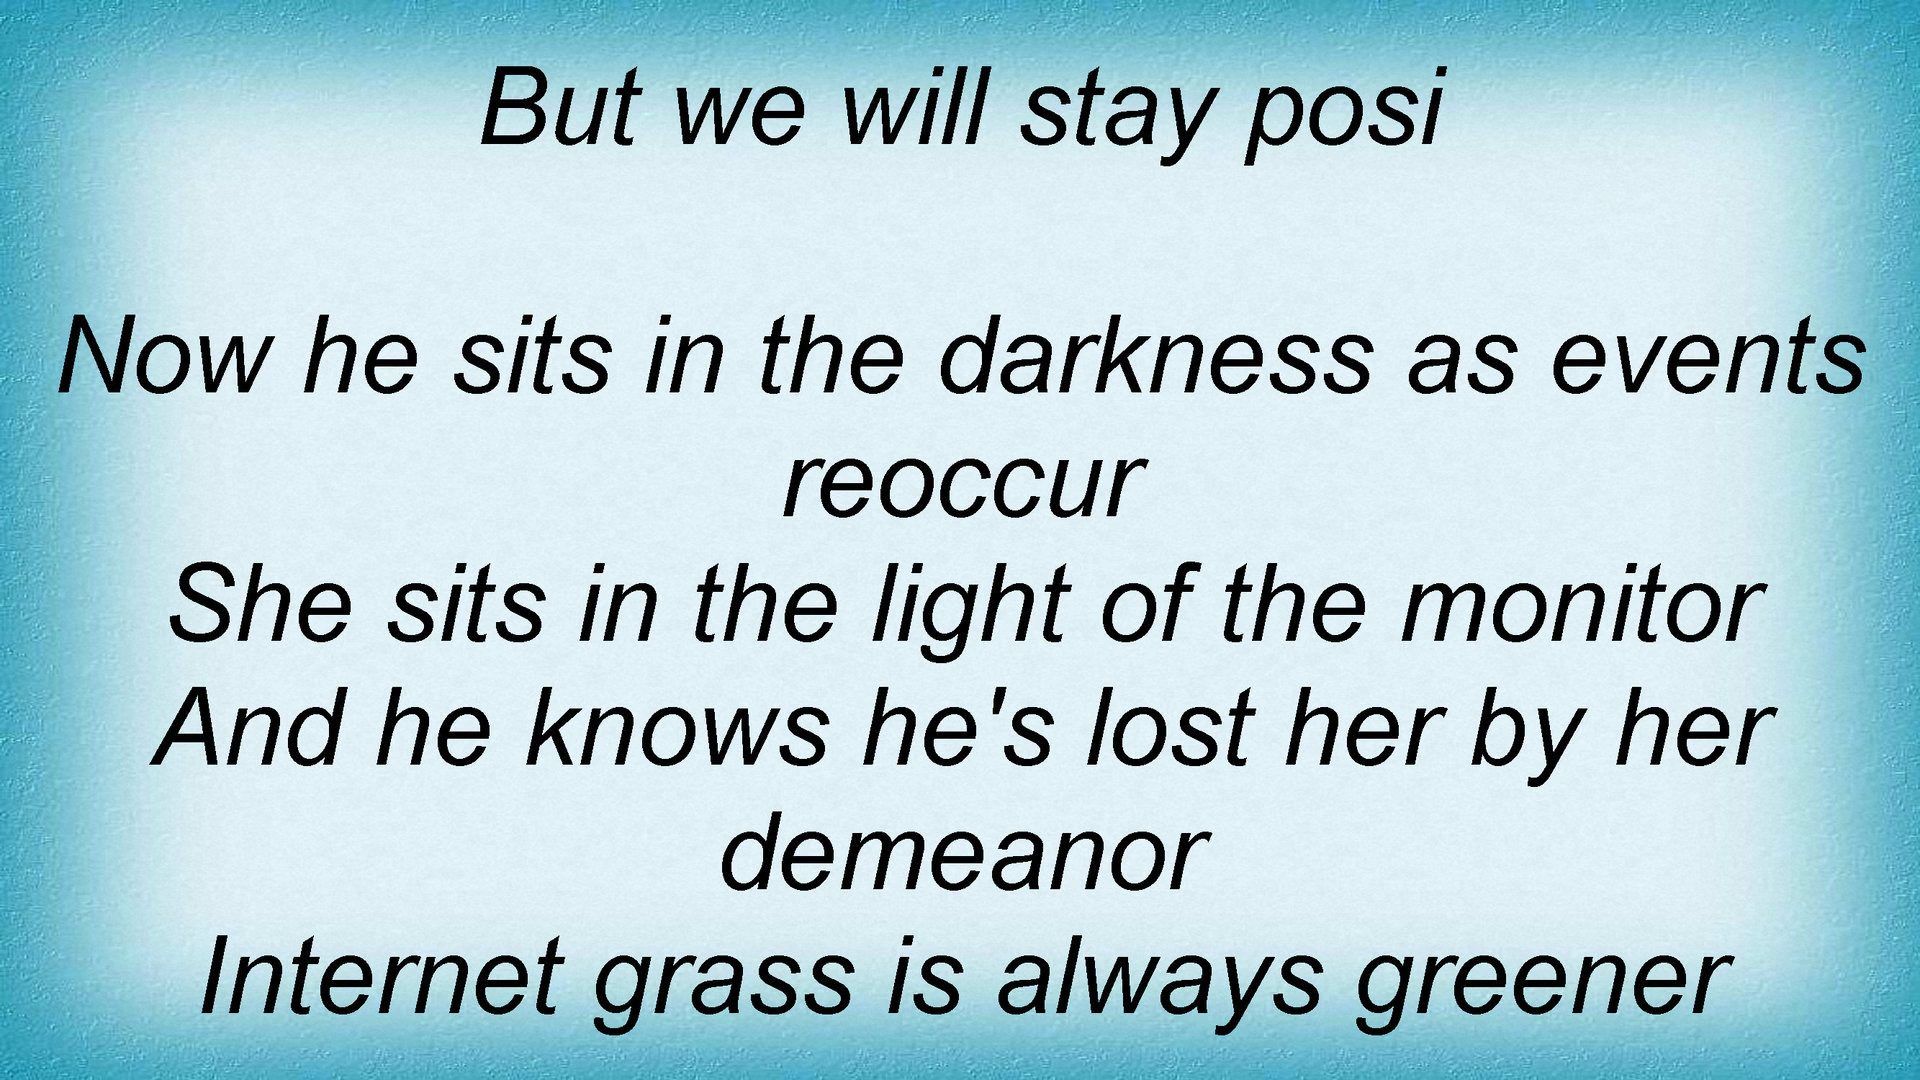 But we will stay posi
Now he sits in the darkness as events
reoccur
She sits in the light of the monitor
And he knows he's lost her by her
demeanor
Internet grass is always greener